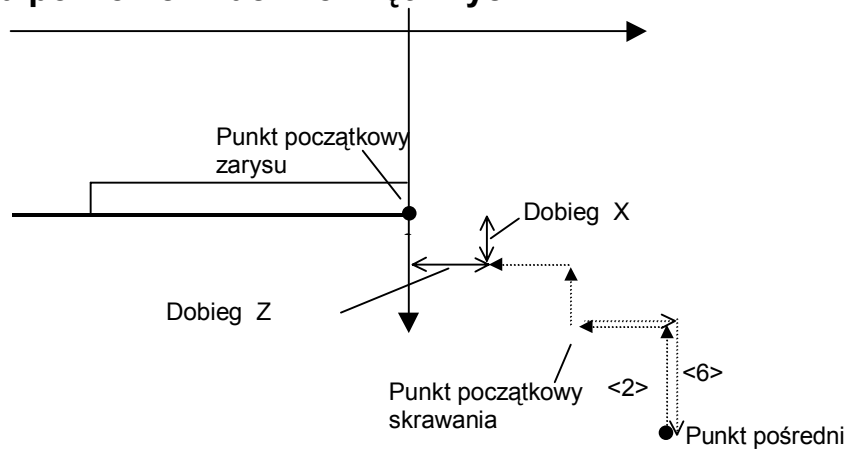 Punkt początkowy
zarysu
Dobieg X
Dobieg Z
Punkt początkowy
skrawania
<2>
<6>
Punkt pośredni